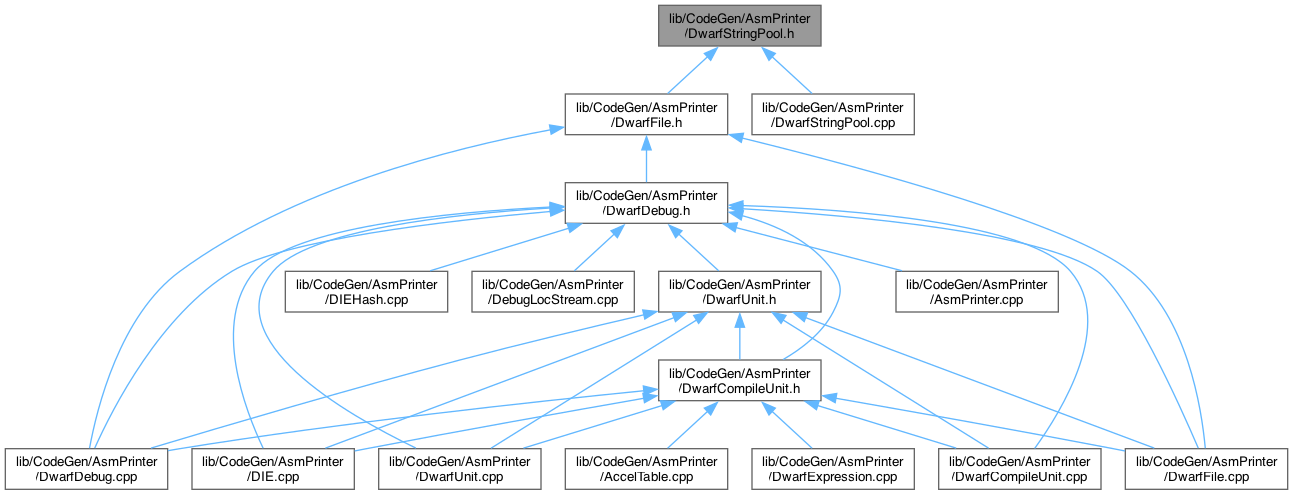 lib/CodeGen/AsmPrinter
/DwarfStringPool.h
lib/CodeGen/AsmPrinter
/DwarfFile.h
lib/CodeGen/AsmPrinter
/DwarfStringPool.cpp
lib/CodeGen/AsmPrinter
/DwarfDebug.h
lib/CodeGen/AsmPrinter
/DIEHash.cpp
lib/CodeGen/AsmPrinter
/DebugLocStream.cpp
lib/CodeGen/AsmPrinter
/DwarfUnit.h
lib/CodeGen/AsmPrinter
/AsmPrinter.cpp
lib/CodeGen/AsmPrinter
/DwarfCompileUnit.h
lib/CodeGen/AsmPrinter
/DwarfDebug.cpp
lib/CodeGen/AsmPrinter
/DIE.cpp
lib/CodeGen/AsmPrinter
/DwarfUnit.cpp
lib/CodeGen/AsmPrinter
/AccelTable.cpp
lib/CodeGen/AsmPrinter
/DwarfExpression.cpp
lib/CodeGen/AsmPrinter
/DwarfCompileUnit.cpp
lib/CodeGen/AsmPrinter
/DwarfFile.cpp